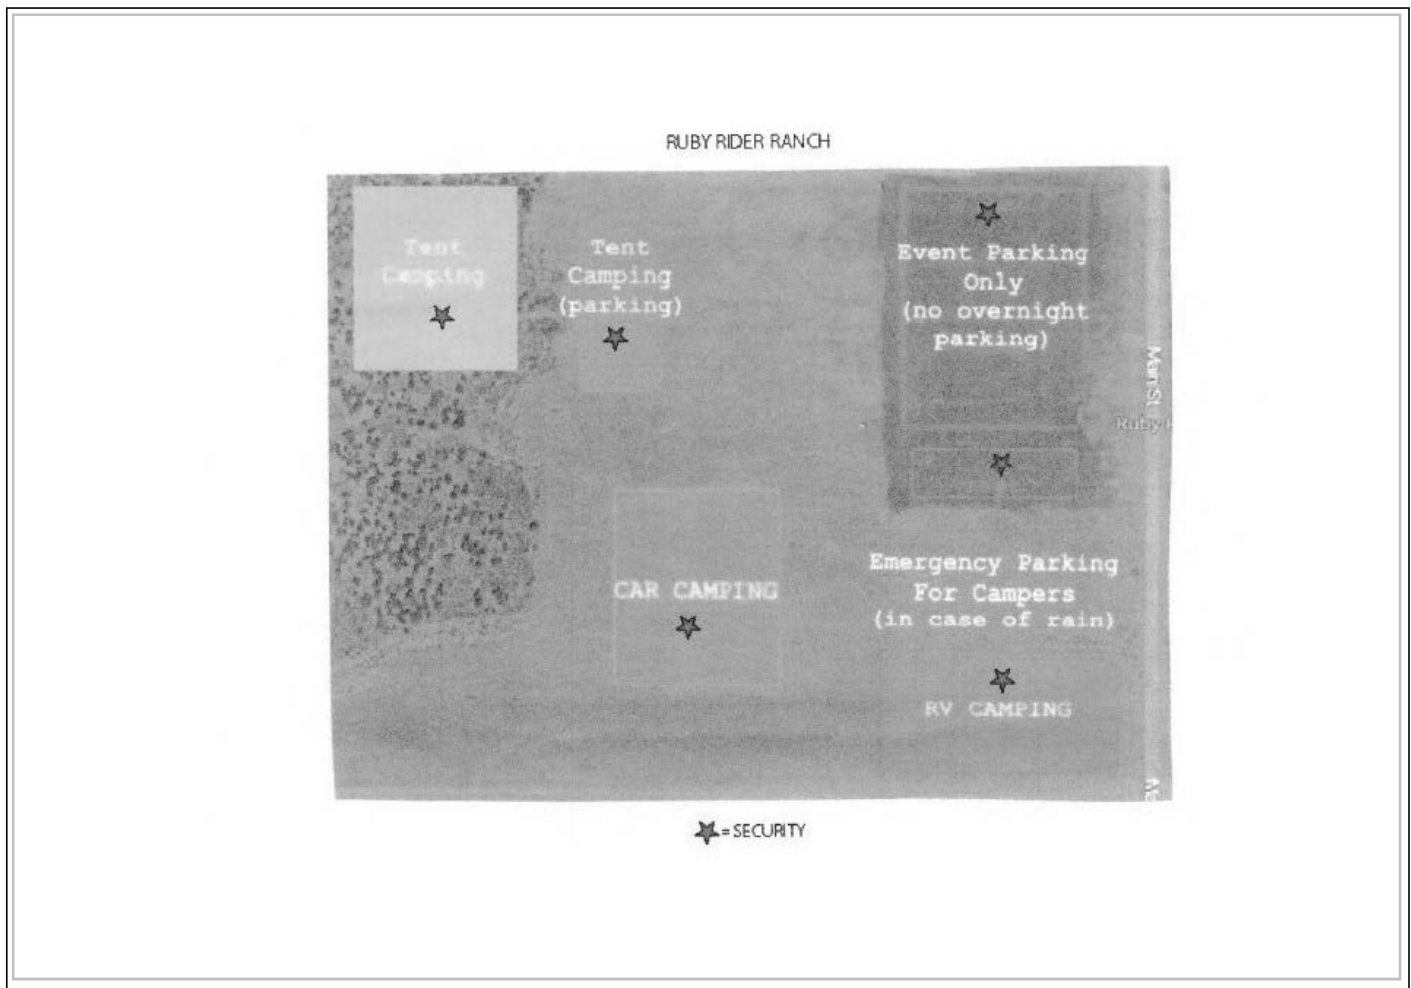 RUBY RIDER RANCH
Tent
Camping
Tent
Camping
(parking)
Event Parking
Only
(no overnight
parking)
Main St
Ruby
CAR CAMPING
Emergency Parking
For Campers
(in case of rain)
RV CAMPING
= SECURITY